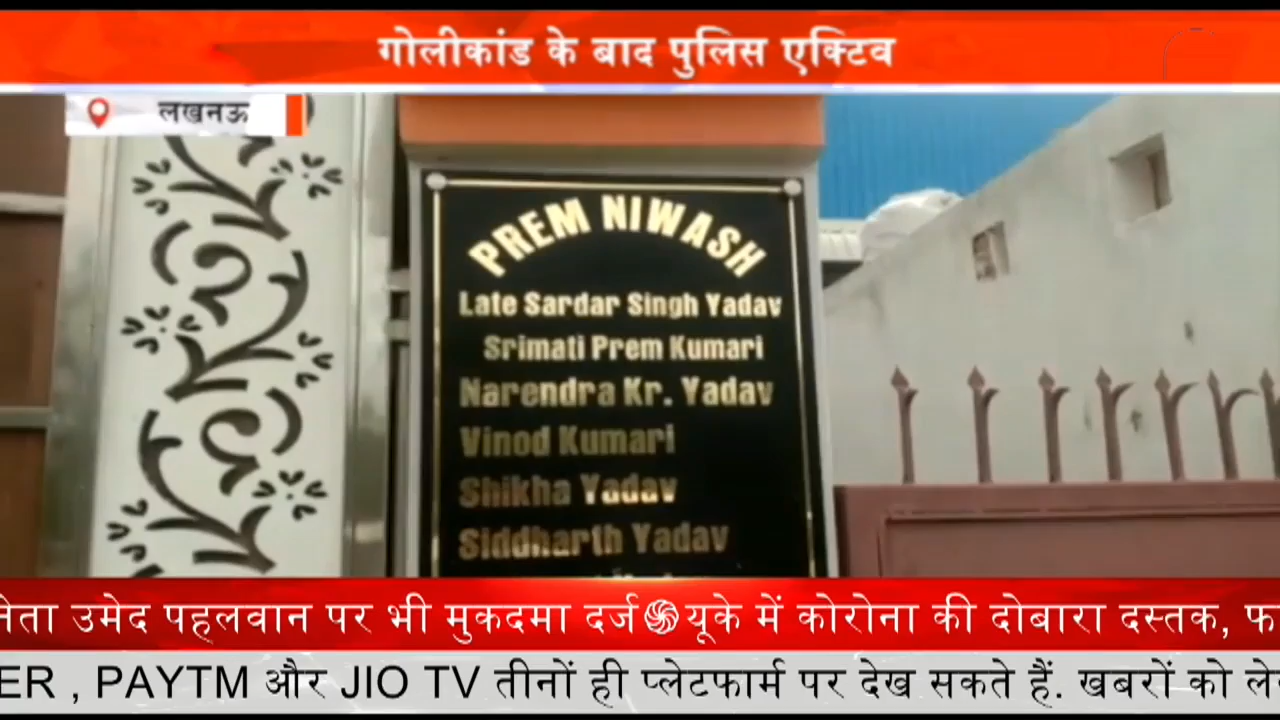 गोलीकांड के बाद पुलिस एक्टिव
लखनऊ
PREM NIWASH
Late Sardar Singh Yadav
Srimati Prem Kumari
Narendra Kr. Yadav
Vinod Kumari
Shikha Yadav
Siddharth Yadav
नेता उमेद पहलवान पर भी मुकदमा दर्ज यूके में कोरोना की दोबारा दस्तक,
ER , PAYTM और JIO TV तीनों ही प्लेटफार्म पर देख सकते हैं. खबरों को